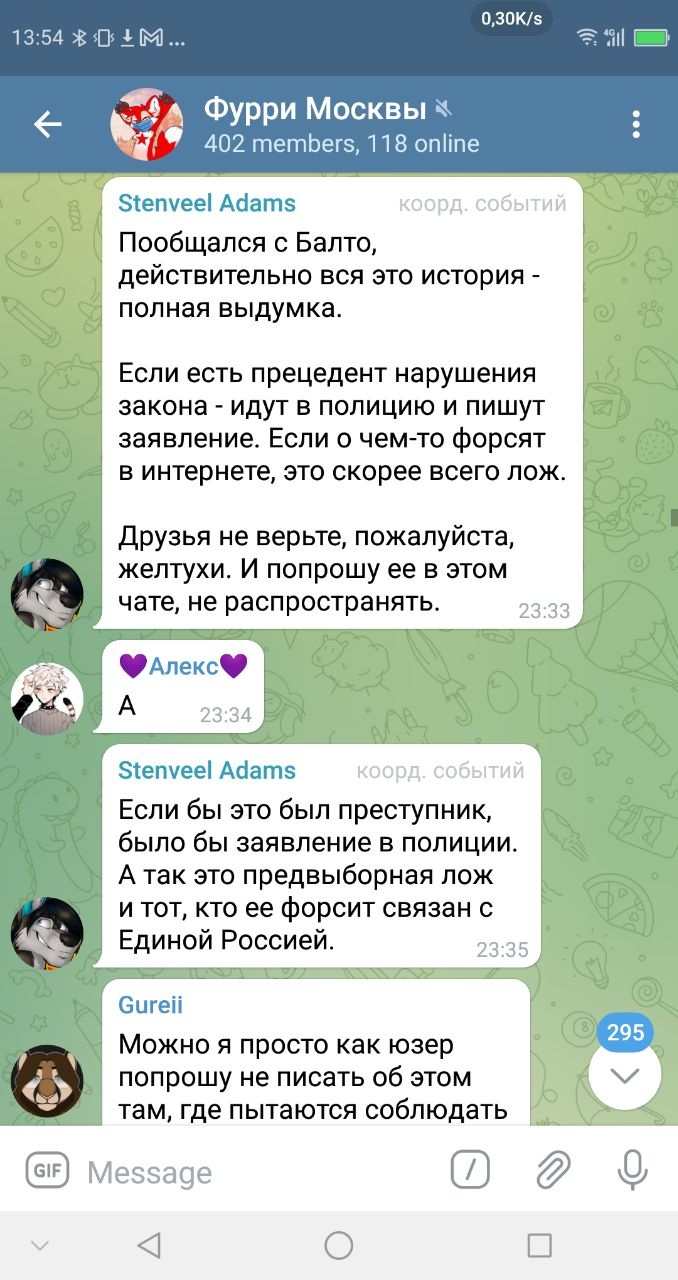 0,30K/s
13:54 ...
4G
Фурри Москвы
402 members, 118 online
Stenveel Adams коорд. событий
Пообщался с Балто,
действительно вся это история -
полная выдумка.
Если есть прецедент нарушения
закона - идут в полицию и пишут
заявление. Если о чем-то форсят
в интернете, это скорее всего лож.
Друзья не верьте, пожалуйста,
желтухи. И попрошу ее в этом
чате, не распространять.
23:33
💜Алекс💜
А
23:34
Stenveel Adams коорд. событий
Если бы это был преступник,
было бы заявление в полиции.
А так это предвыборная лож
и тот, кто ее форсит связан с
Единой Россией.
23:35
Gureii
Можно я просто как юзер
попрошу не писать об этом
там, где пытаются соблюдать
295
GIF Message /